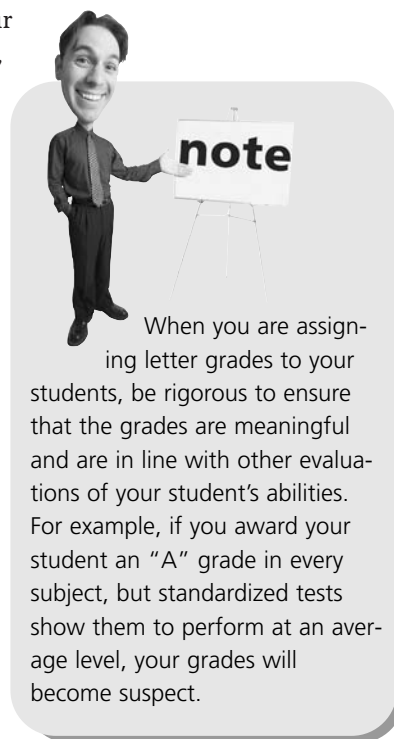 ur
note
When you are assign-
ing letter grades to your
students, be rigorous to ensure
that the grades are meaningful
and are in line with other evalua-
tions of your student's abilities.
For example, if you award your
student an "A" grade in every
subject, but standardized tests
show them to perform at an aver-
age level, your grades will
become suspect.